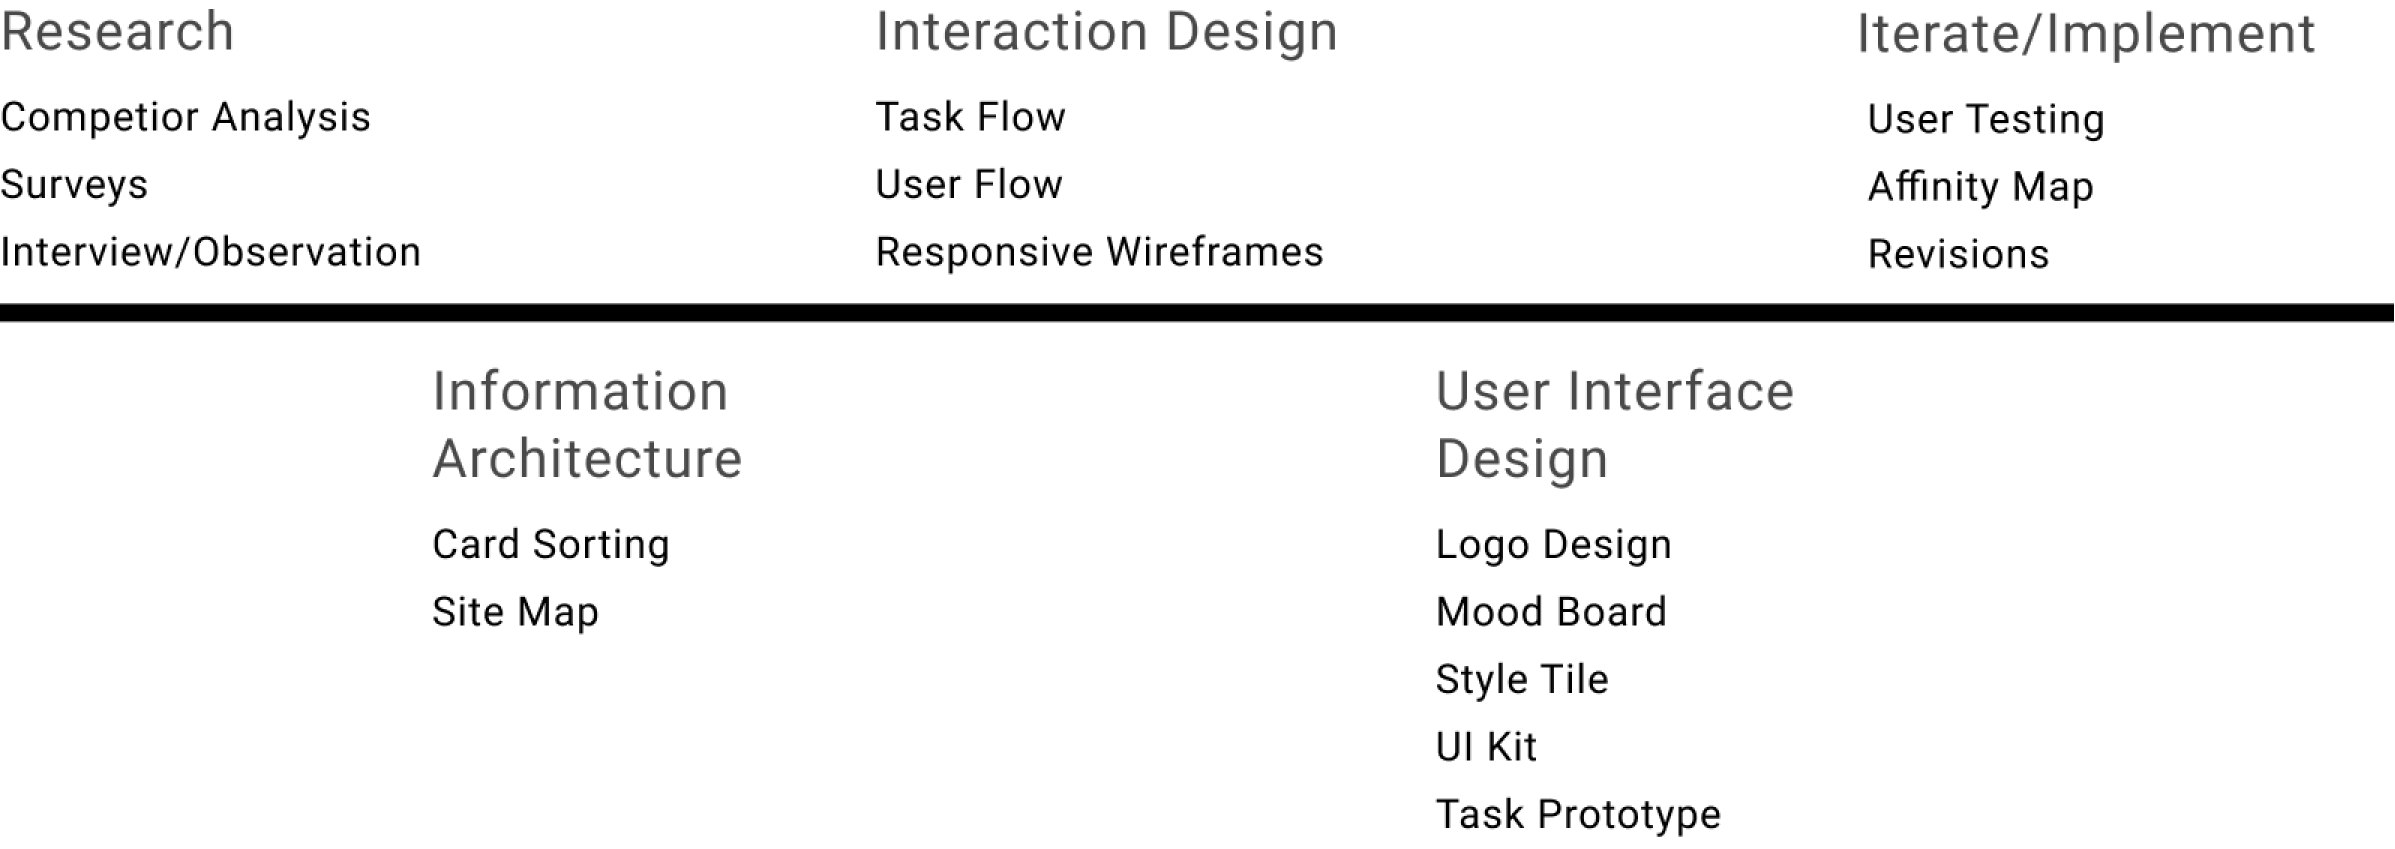 Research
Competior Analysis
Surveys
Interview/Observation
Interaction Design
Task Flow
User Flow
Responsive Wireframes
Iterate/Implement
User Testing
Affinity Map
Revisions
Information
Architecture
Card Sorting
Site Map
User Interface
Design
Logo Design
Mood Board
Style Tile
UI Kit
Task Prototype